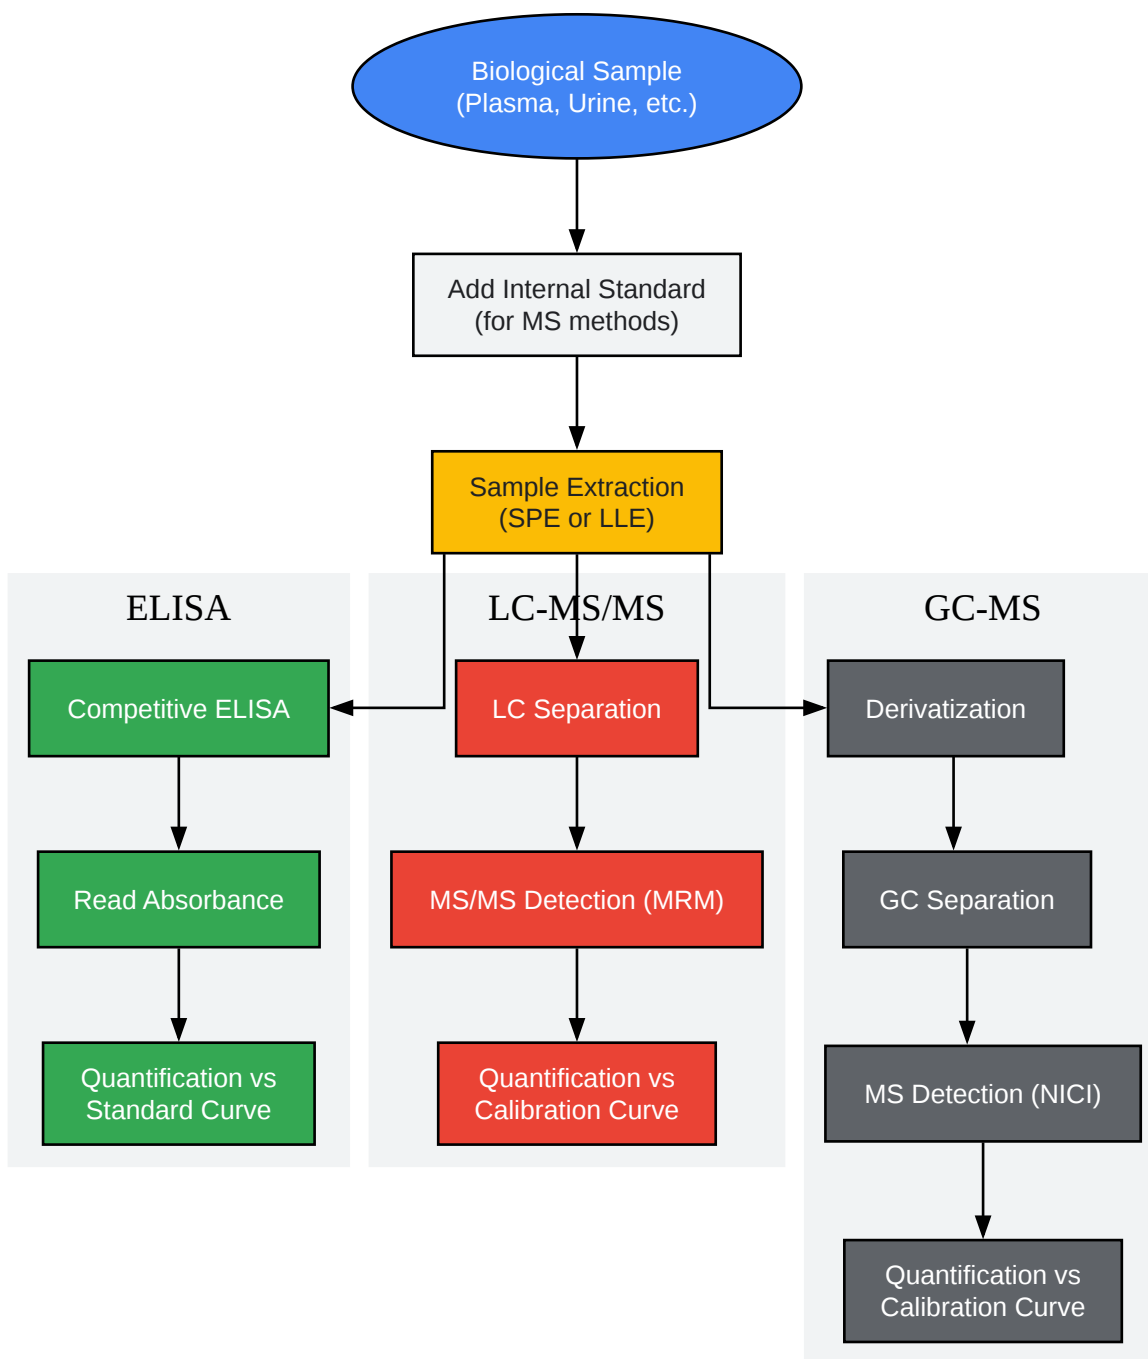 Biological Sample
(Plasma, Urine, etc.)
Add Internal Standard
(for MS methods)
Sample Extraction
(SPE or LLE)
ELISA
Competitive ELISA
Read Absorbance
Quantification vs
Standard Curve
LC-MS/MS
LC Separation
MS/MS Detection (MRM)
Quantification vs
Calibration Curve
GC-MS
Derivatization
GC Separation
MS Detection (NICI)
Quantification vs
Calibration Curve